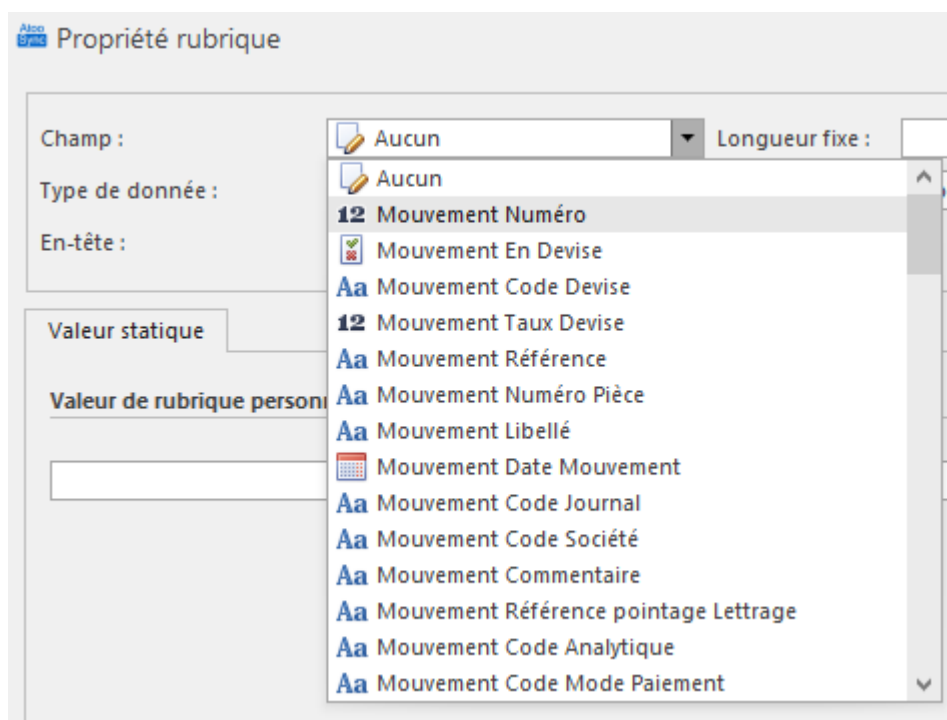 Atoo Sync Propriété rubrique
Champ : Aucun Longueur fixe :
Aucun
Type de donnée :
12 Mouvement Numéro
En-tête :
Mouvement En Devise
Aa Mouvement Code Devise
Valeur statique
12 Mouvement Taux Devise
Aa Mouvement Référence
Valeur de rubrique person
Aa Mouvement Numéro Pièce
Aa Mouvement Libellé
Mouvement Date Mouvement
Aa Mouvement Code Journal
Aa Mouvement Code Société
Aa Mouvement Commentaire
Aa Mouvement Référence pointage Lettrage
Aa Mouvement Code Analytique
Aa Mouvement Code Mode Paiement